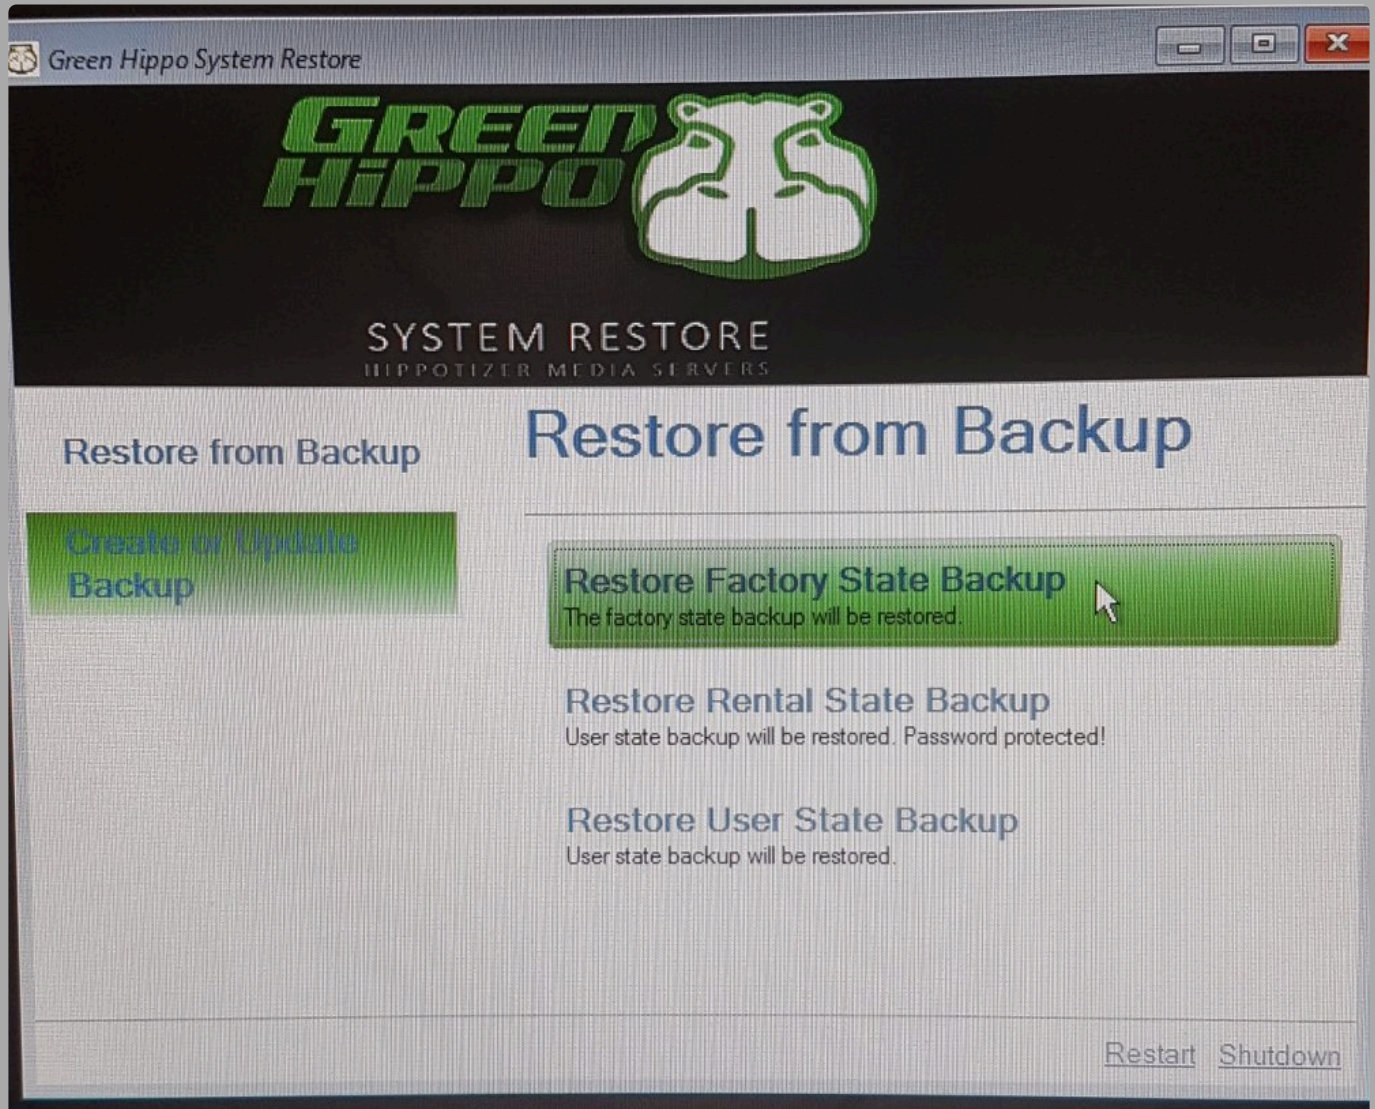 Green Hippo System Restore
GREEN
HIPPO
SYSTEM RESTORE
HIPPOTIZER MEDIA SERVERS
Restore from Backup
Create or Update
Backup
Restore from Backup
Restore Factory State Backup
The factory state backup will be restored.
Restore Rental State Backup
User state backup will be restored. Password protected!
Restore User State Backup
User state backup will be restored.
Restart Shutdown